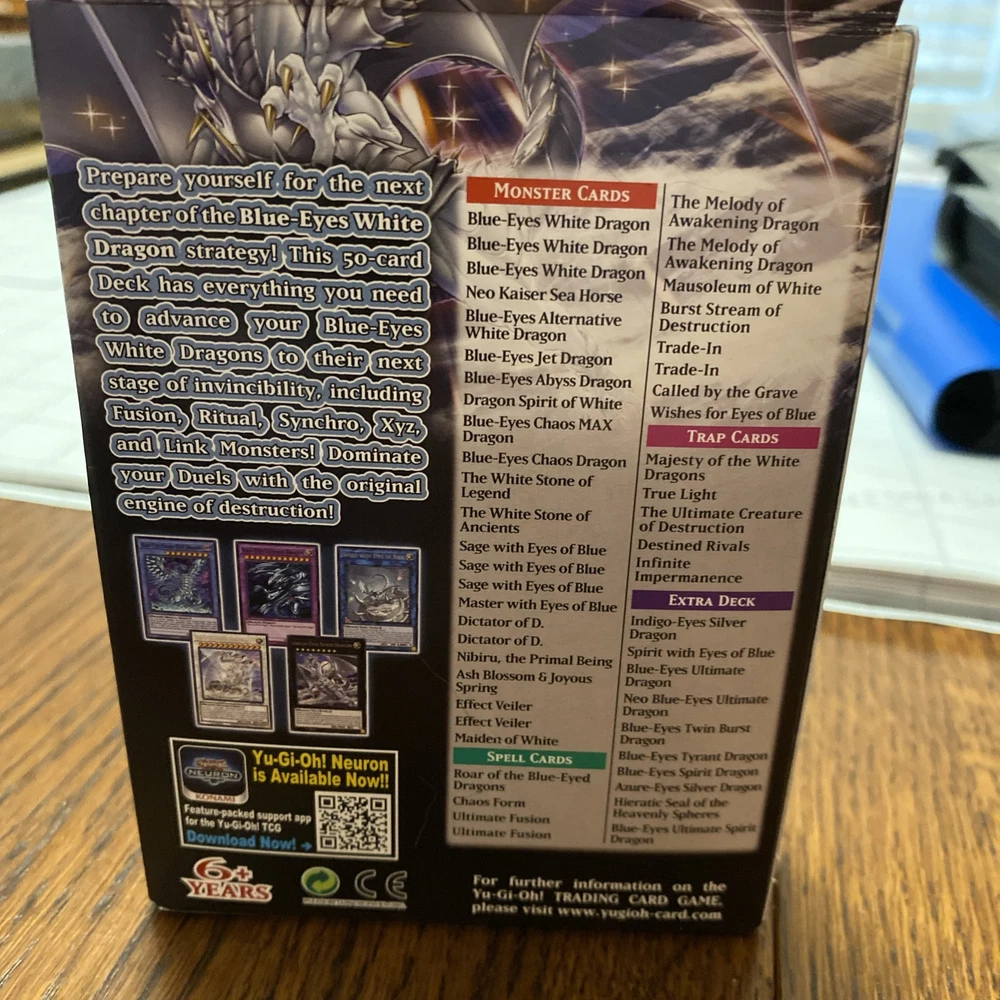 Prepare yourself for the next
chapter of the Blue-Eyes White
Dragon strategy! This 50-card
Deck has everything you need
to advance your Blue-Eyes
White Dragons to their next
stage of invincibility, including
Fusion, Ritual, Synchro, Xyz,
and Link Monsters! Dominate
your Duels with the original
engine of destruction!
MONSTER CARDS
Blue-Eyes White Dragon
Blue-Eyes White Dragon
Blue-Eyes White Dragon
Neo Kaiser Sea Horse
Blue-Eyes Alternative
White Dragon
Blue-Eyes Jet Dragon
Blue-Eyes Abyss Dragon
Dragon Spirit of White
Blue-Eyes Chaos MAX
Dragon
Blue-Eyes Chaos Dragon
The White Stone of
Legend
The White Stone of
Ancients
Sage with Eyes of Blue
Sage with Eyes of Blue
Sage with Eyes of Blue
Master with Eyes of Blue
Dictator of D.
Dictator of D.
Nibiru, the Primal Being
Ash Blossom & Joyous
Spring
Effect Veiler
Effect Veiler
Maiden of White
SPELL CARDS
Roar of the Blue-Eyed
Dragons
Chaos Form
Ultimate Fusion
Ultimate Fusion
The Melody of
Awakening Dragon
The Melody of
Awakening Dragon
Mausoleum of White
Burst Stream of
Destruction
Trade-In
Trade-In
Called by the Grave
Wishes for Eyes of Blue
TRAP CARDS
Majesty of the White
Dragons
True Light
The Ultimate Creature
of Destruction
Destined Rivals
Infinite
Impermanence
EXTRA DECK
Indigo-Eyes Silver
Dragon
Spirit with Eyes of Blue
Blue-Eyes Ultimate
Dragon
Neo Blue-Eyes Ultimate
Dragon
Blue-Eyes Twin Burst
Dragon
Blue-Eyes Tyrant Dragon
Blue-Eyes Spirit Dragon
Azure-Eyes Silver Dragon
Hieratic Seal of the
Heavenly Spheres
Blue-Eyes Ultimate Spirit
Dragon
NEURON
KONAMI
Yu-Gi-Oh! Neuron
is Available Now!!
Feature-packed support app
for the Yu-Gi-Oh! TCG
Download Now! →
6+
YEARS
CE
For further information on the
Yu-Gi-Oh! TRADING CARD GAME,
please visit www.yugioh-card.com